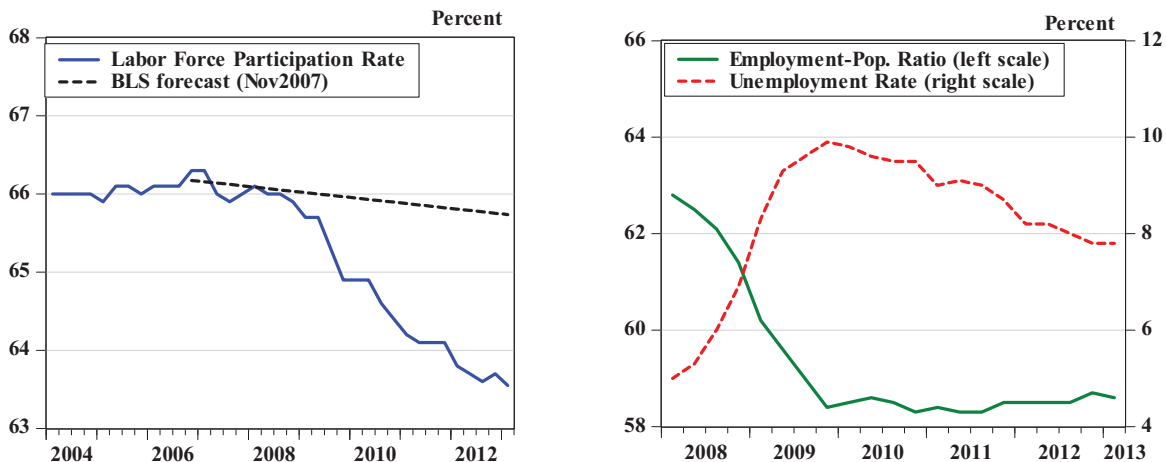 Percent
68
Labor Force Participation Rate
BLS forecast (Nov2007)
67
66
65
64
63
2004 2006 2008 2010 2012
Percent
66 12
Employment-Pop. Ratio (left scale)
Unemployment Rate (right scale)
64 10
62 8
60 6
58 4
2008 2009 2010 2011 2012 2013